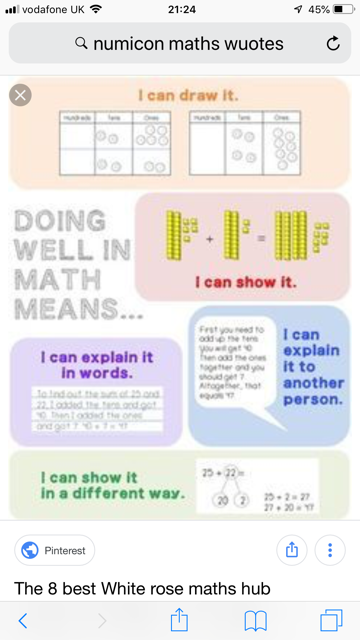 vodafone UK 21:24 45%
numicon maths wuotes
I can draw it.
Hundreds Tens Ones Hundreds Tens Ones
DOING
WELL IN
MATH
MEANS...
+ =
I can show it.
I can explain it
in words.
To find out the sum of 25 and
22, I added the tens and got
40. Then I added the ones
and got 7. 40 + 7 = 47
First you need to
add up the tens
You will get 40
Then add the ones
together and you
should get 7.
Altogether, that
equals 47.
I can
explain
it to
another
person.
I can show it
in a different way.
25 + 22 =
20 2
25 + 2 = 27
27 + 20 = 47
Pinterest
The 8 best White rose maths hub